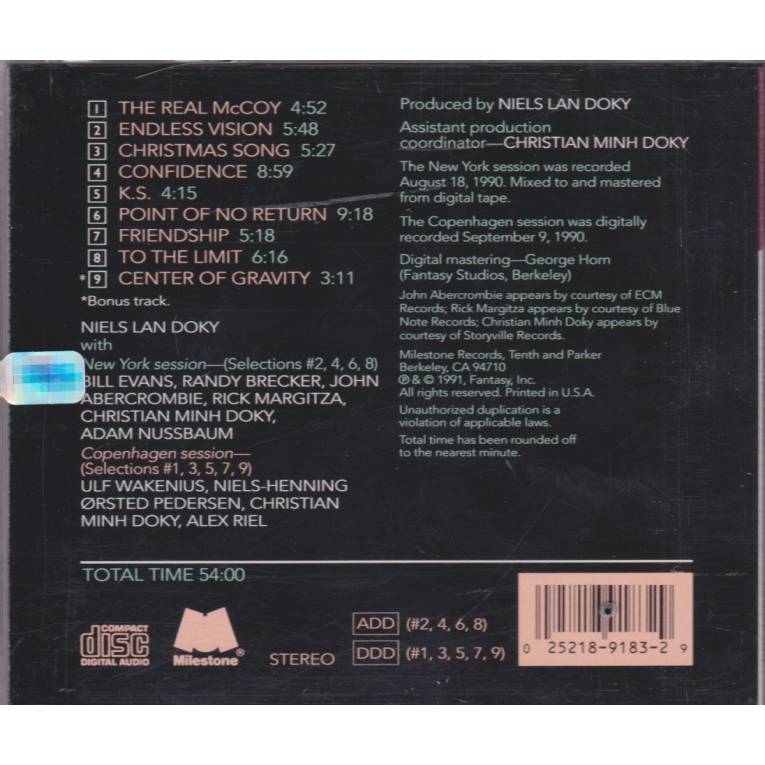 1 THE REAL McCOY 4:52
2 ENDLESS VISION 5:48
3 CHRISTMAS SONG 5:27
4 CONFIDENCE 8:59
5 K.S. 4:15
6 POINT OF NO RETURN 9:18
7 FRIENDSHIP 5:18
8 TO THE LIMIT 6:16
*9 CENTER OF GRAVITY 3:11
*Bonus track.
NIELS LAN DOKY
with
New York session—(Selections #2, 4, 6, 8)
BILL EVANS, RANDY BRECKER, JOHN
ABERCROMBIE, RICK MARGITZA,
CHRISTIAN MINH DOKY,
ADAM NUSSBAUM
Copenhagen session—
(Selections #1, 3, 5, 7, 9)
ULF WAKENIUS, NIELS-HENNING
ØRSTED PEDERSEN, CHRISTIAN
MINH DOKY, ALEX RIEL
Produced by NIELS LAN DOKY
Assistant production
coordinator—CHRISTIAN MINH DOKY
The New York session was recorded
August 18, 1990. Mixed to and mastered
from digital tape.
The Copenhagen session was digitally
recorded September 9, 1990.
Digital mastering—George Horn
(Fantasy Studios, Berkeley)
John Abercrombie appears by courtesy of ECM
Records; Rick Margitza appears by courtesy of Blue
Note Records; Christian Minh Doky appears by
courtesy of Storyville Records.
Milestone Records, Tenth and Parker
Berkeley, CA 94710
℗ & © 1991, Fantasy, Inc.
All rights reserved. Printed in U.S.A.
Unauthorized duplication is a
violation of applicable laws.
Total time has been rounded off
to the nearest minute.
TOTAL TIME 54:00
COMPACT
disc
DIGITAL AUDIO
Milestone®
STEREO
ADD (#2, 4, 6, 8)
DDD (#1, 3, 5, 7, 9)
0 25218-9183-2 9